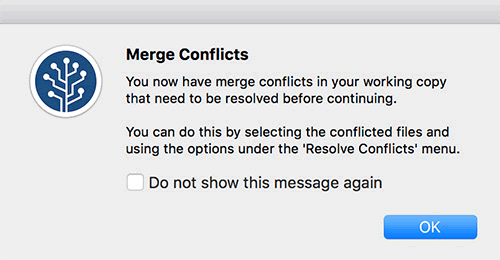 Merge Conflicts
You now have merge conflicts in your working copy
that need to be resolved before continuing.
You can do this by selecting the conflicted files and
using the options under the 'Resolve Conflicts' menu.
Do not show this message again
OK